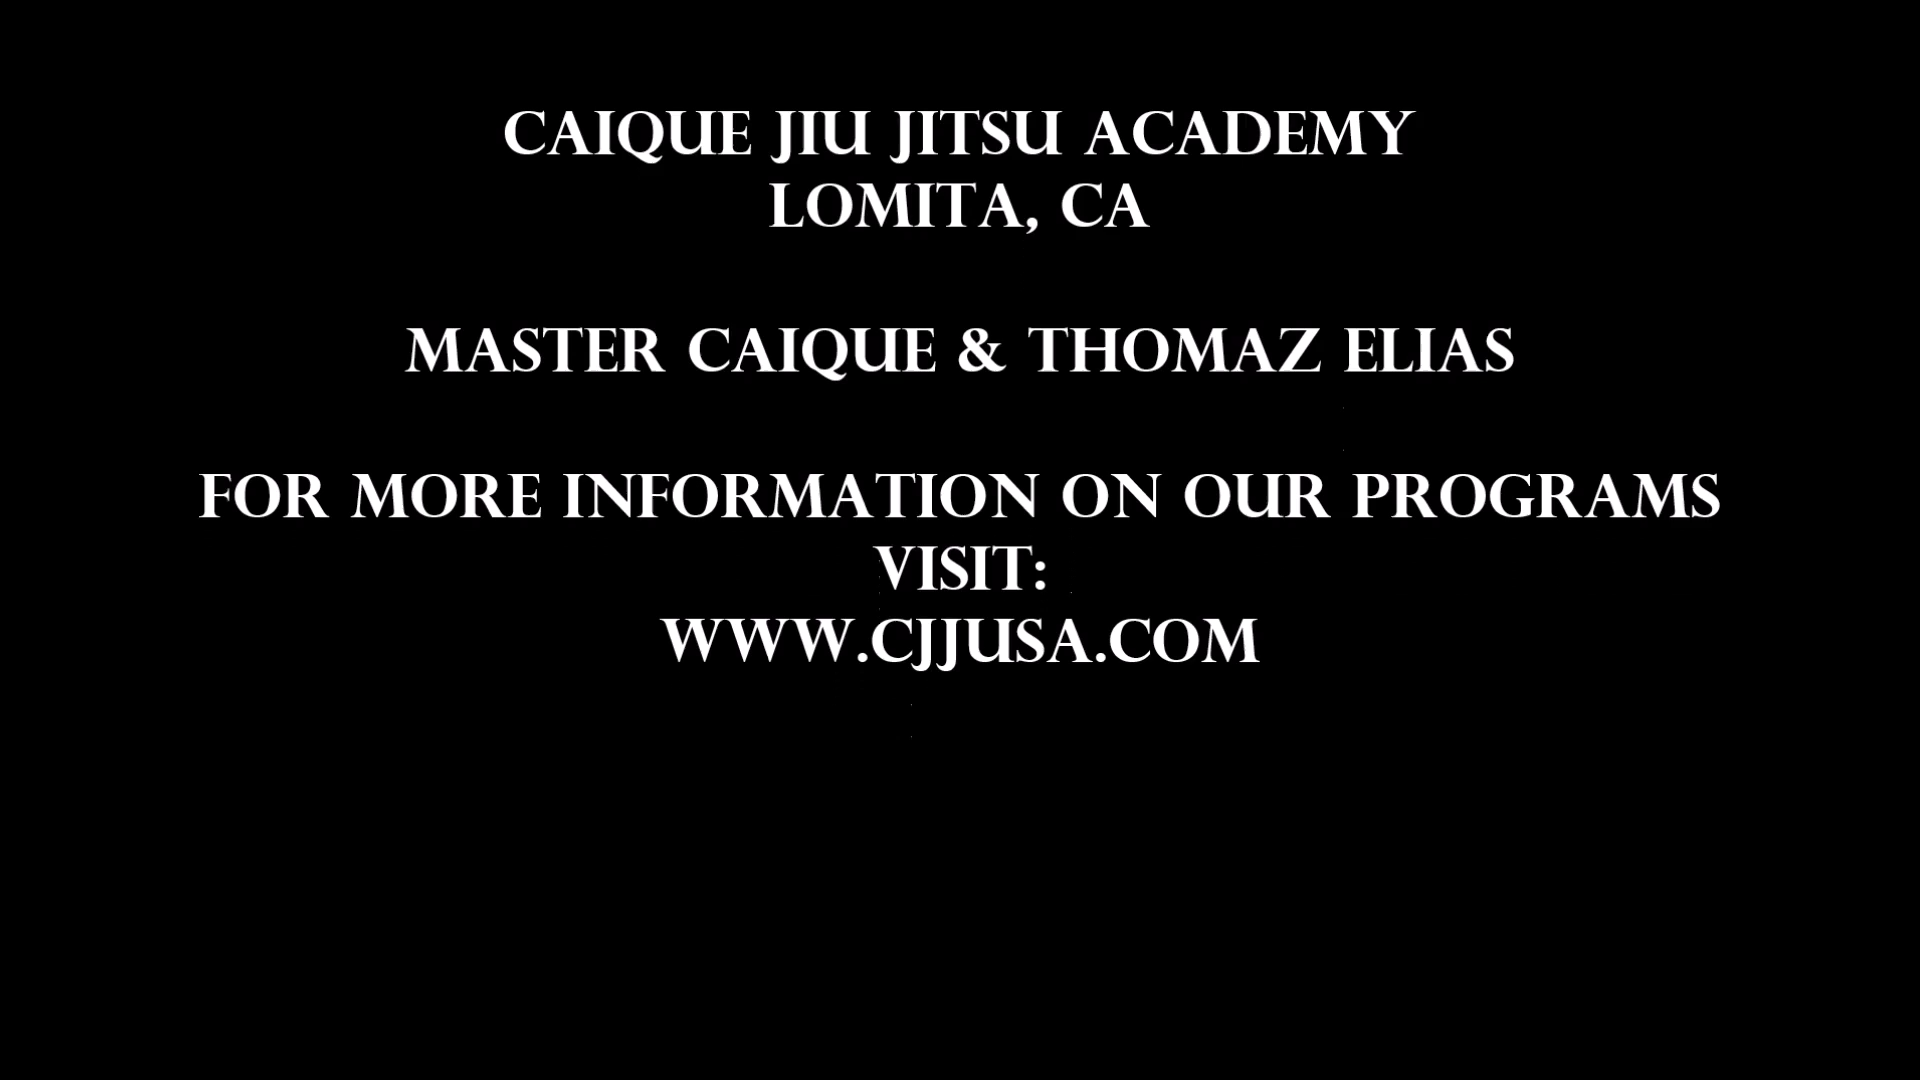 CAIQUE JIU JITSU ACADEMY
LOMITA, CA
MASTER CAIQUE & THOMAZ ELIAS
FOR MORE INFORMATION ON OUR PROGRAMS
VISIT:
WWW.CJJUSA.COM